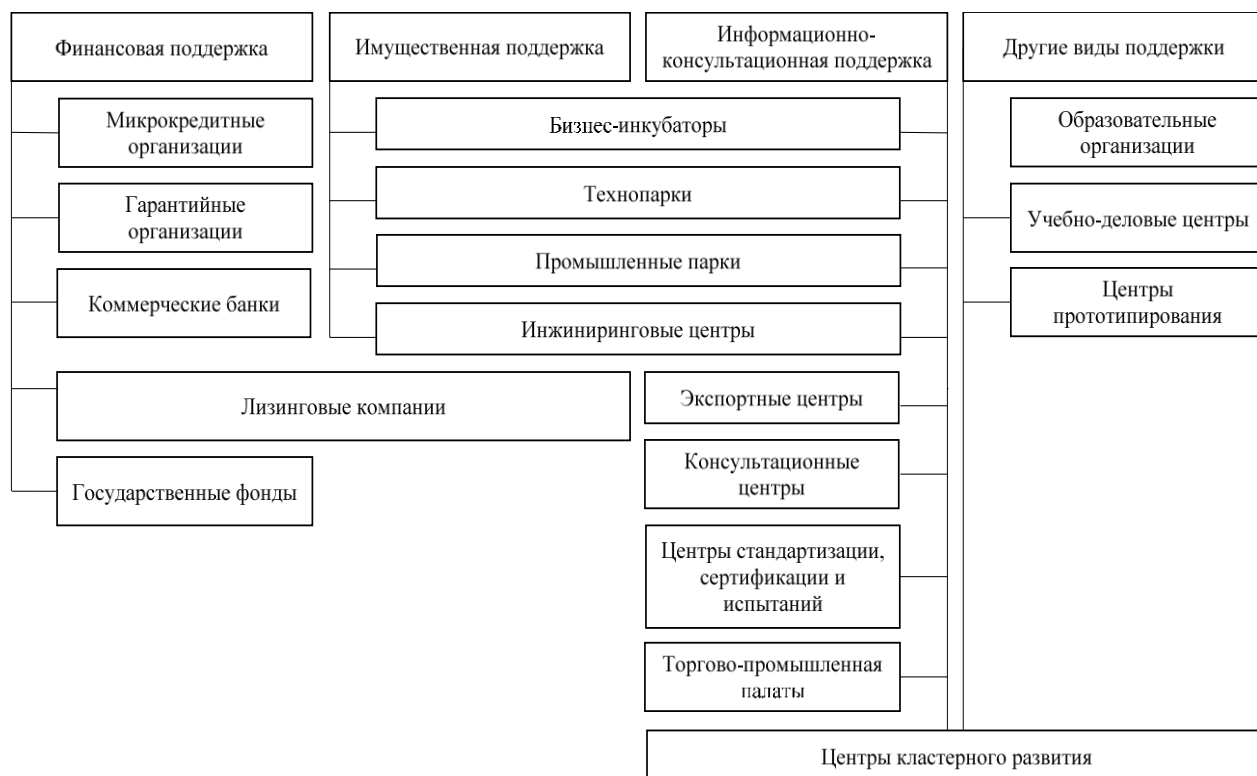 Финансовая поддержка
Имущественная поддержка
Информационно-
консультационная поддержка
Другие виды поддержки
Микрокредитные
организации
Гарантийные
организации
Коммерческие банки
Лизинговые компании
Государственные фонды
Бизнес-инкубаторы
Технопарки
Промышленные парки
Инжиниринговые центры
Экспортные центры
Консультационные
центры
Центры стандартизации,
сертификации и
испытаний
Торгово-промышленная
палаты
Образовательные
организации
Учебно-деловые центры
Центры
прототипирования
Центры кластерного развития